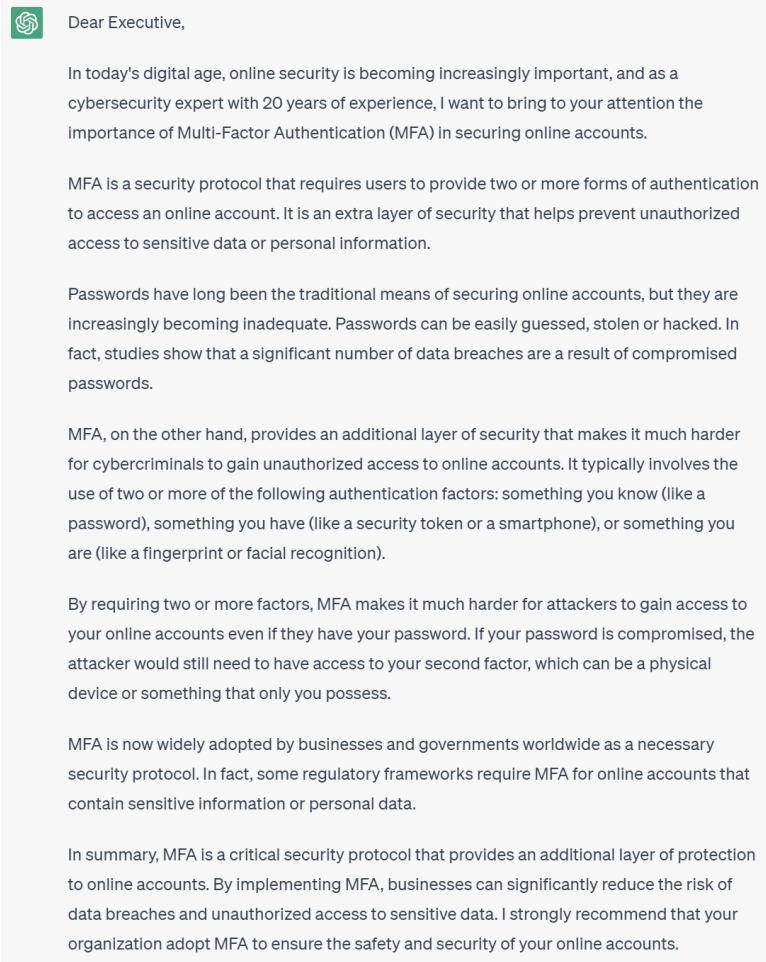 Dear Executive,
In today's digital age, online security is becoming increasingly important, and as a
cybersecurity expert with 20 years of experience, I want to bring to your attention the
importance of Multi-Factor Authentication (MFA) in securing online accounts.
MFA is a security protocol that requires users to provide two or more forms of authentication
to access an online account. It is an extra layer of security that helps prevent unauthorized
access to sensitive data or personal information.
Passwords have long been the traditional means of securing online accounts, but they are
increasingly becoming inadequate. Passwords can be easily guessed, stolen or hacked. In
fact, studies show that a significant number of data breaches are a result of compromised
passwords.
MFA, on the other hand, provides an additional layer of security that makes it much harder
for cybercriminals to gain unauthorized access to online accounts. It typically involves the
use of two or more of the following authentication factors: something you know (like a
password), something you have (like a security token or a smartphone), or something you
are (like a fingerprint or facial recognition).
By requiring two or more factors, MFA makes it much harder for attackers to gain access to
your online accounts even if they have your password. If your password is compromised, the
attacker would still need to have access to your second factor, which can be a physical
device or something that only you possess.
MFA is now widely adopted by businesses and governments worldwide as a necessary
security protocol. In fact, some regulatory frameworks require MFA for online accounts that
contain sensitive information or personal data.
In summary, MFA is a critical security protocol that provides an additional layer of protection
to online accounts. By implementing MFA, businesses can significantly reduce the risk of
data breaches and unauthorized access to sensitive data. I strongly recommend that your
organization adopt MFA to ensure the safety and security of your online accounts.